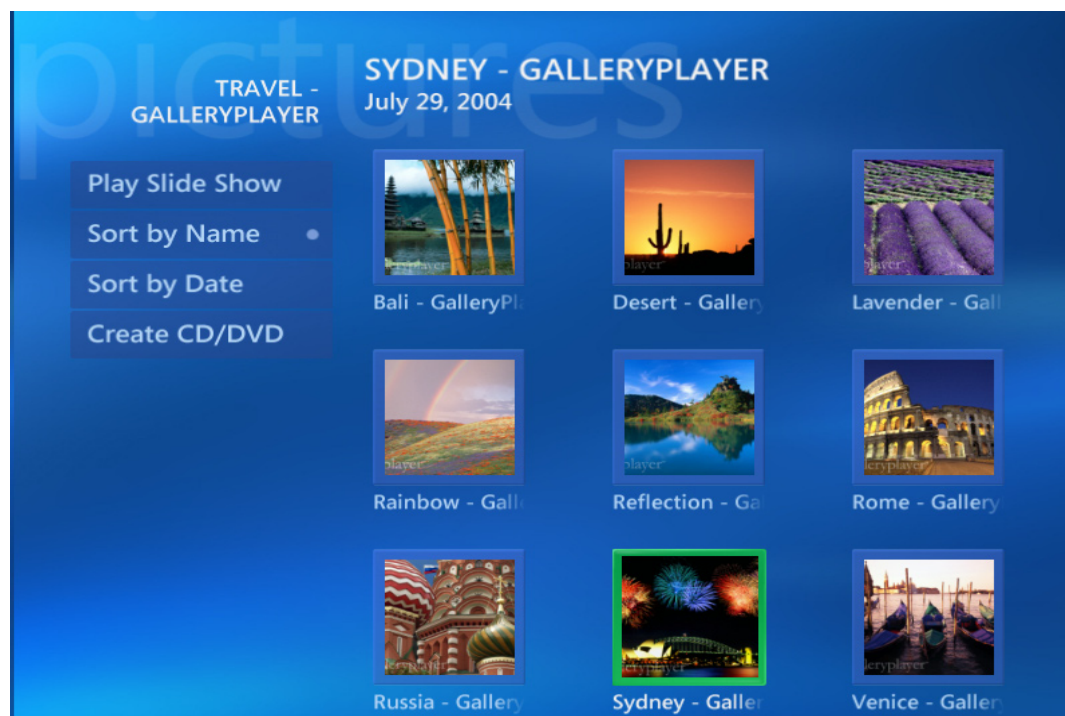 pictures
TRAVEL -
GALLERYPLAYER
SYDNEY - GALLERYPLAYER
July 29, 2004
Play Slide Show
Sort by Name
Sort by Date
Create CD/DVD
Bali - GalleryPl
Desert - Gallery
Lavender - Gall
Rainbow - Galle
Reflection - Ga
Rome - Gallery
Russia - Gallery
Sydney - Galler
Venice - Galler